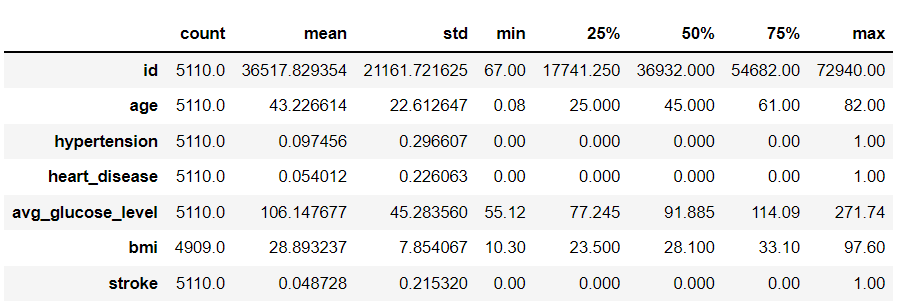 count mean std min 25% 50% 75% max
id 5110.0 36517.829354 21161.721625 67.00 17741.250 36932.000 54682.00 72940.00
age 5110.0 43.226614 22.612647 0.08 25.000 45.000 61.00 82.00
hypertension 5110.0 0.097456 0.296607 0.00 0.000 0.000 0.00 1.00
heart_disease 5110.0 0.054012 0.226063 0.00 0.000 0.000 0.00 1.00
avg_glucose_level 5110.0 106.147677 45.283560 55.12 77.245 91.885 114.09 271.74
bmi 4909.0 28.893237 7.854067 10.30 23.500 28.100 33.10 97.60
stroke 5110.0 0.048728 0.215320 0.00 0.000 0.000 0.00 1.00